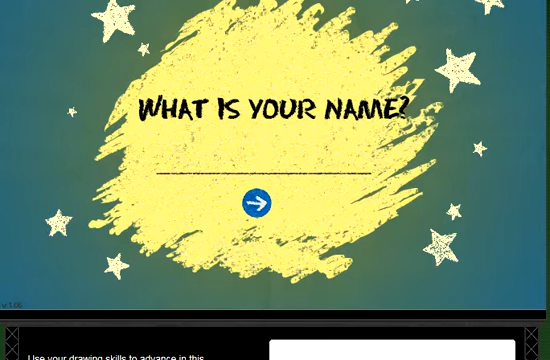 WHAT IS YOUR NAME?
v:1.06
Use your drawing skills to advance in this